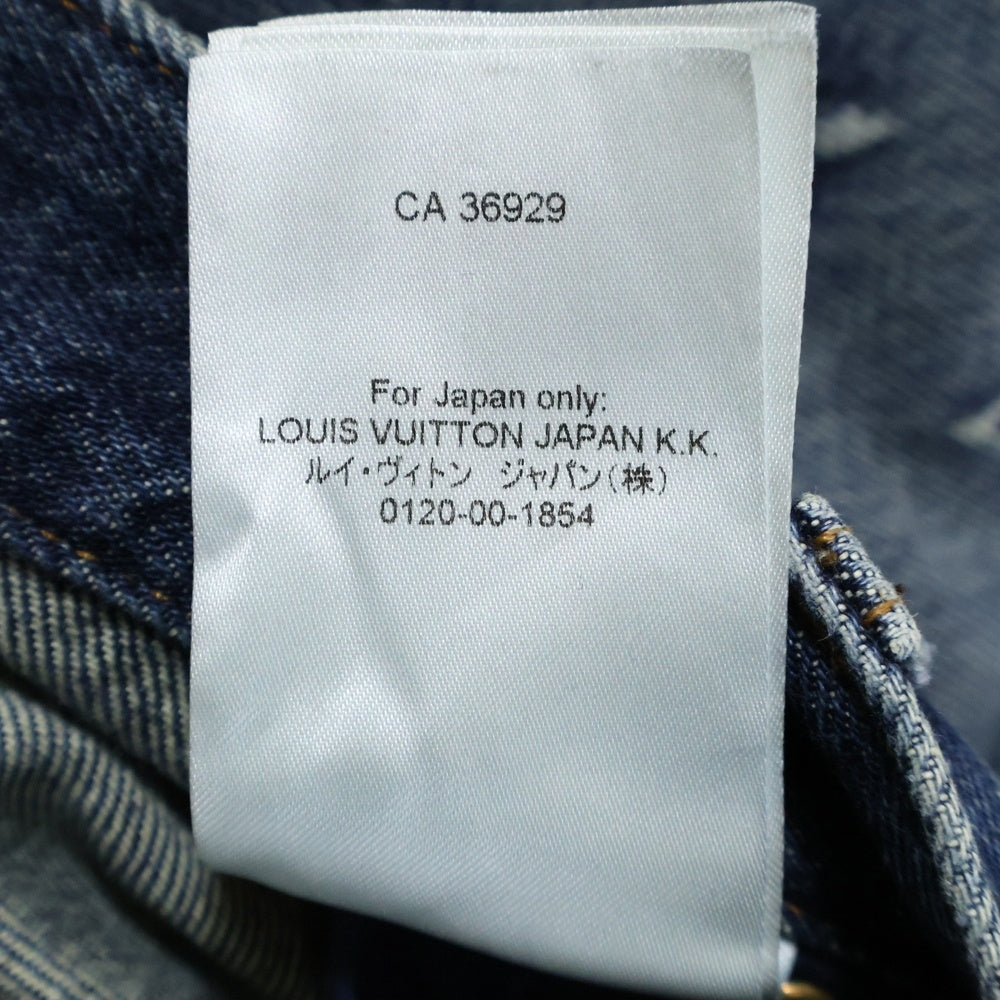 CA 36929
For Japan only:
LOUIS VUITTON JAPAN K.K.
ルイ・ヴィトン　ジャパン(株)
0120-00-1854